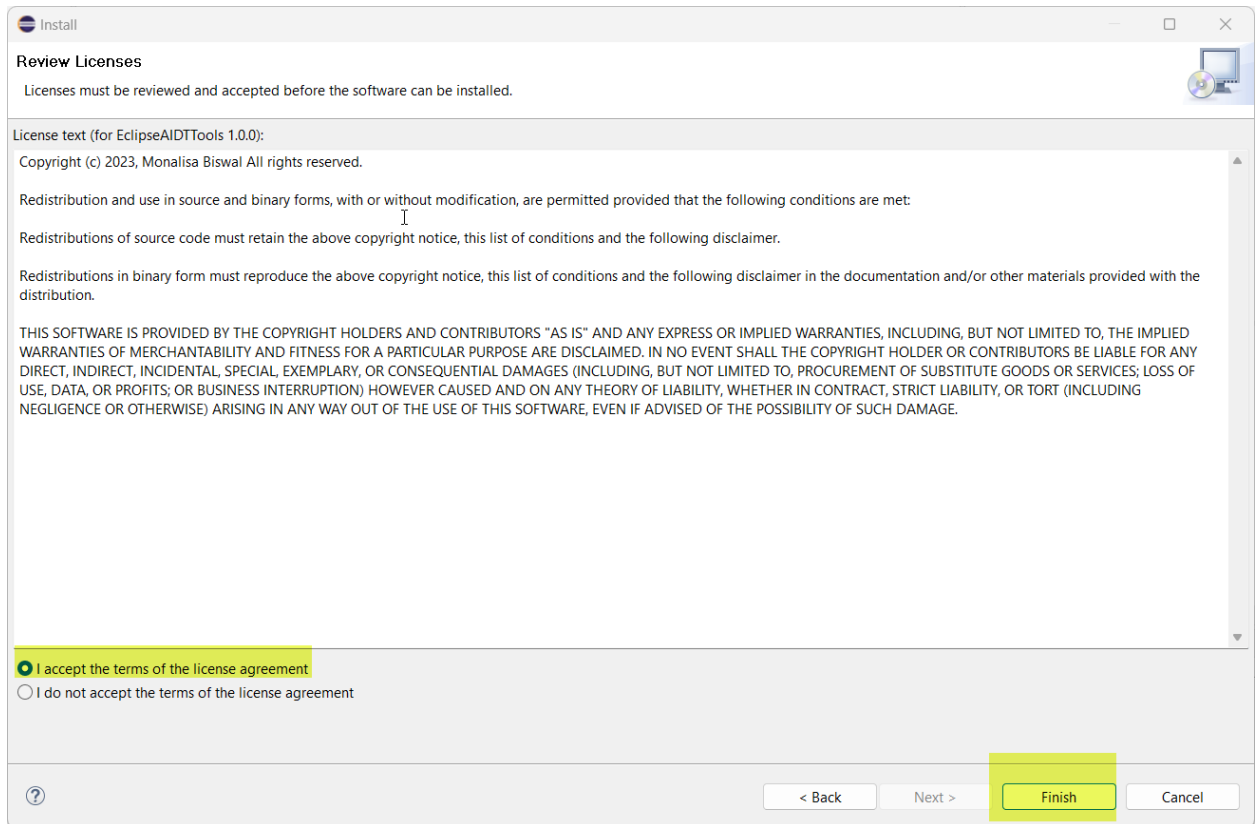 Install
Review Licenses
Licenses must be reviewed and accepted before the software can be installed.
License text (for EclipseAIDTTools 1.0.0):
Copyright (c) 2023, Monalisa Biswal All rights reserved.
Redistribution and use in source and binary forms, with or without modification, are permitted provided that the following conditions are met:
Redistributions of source code must retain the above copyright notice, this list of conditions and the following disclaimer.
Redistributions in binary form must reproduce the above copyright notice, this list of conditions and the following disclaimer in the documentation and/or other materials provided with the
distribution.
THIS SOFTWARE IS PROVIDED BY THE COPYRIGHT HOLDERS AND CONTRIBUTORS "AS IS" AND ANY EXPRESS OR IMPLIED WARRANTIES, INCLUDING, BUT NOT LIMITED TO, THE IMPLIED
WARRANTIES OF MERCHANTABILITY AND FITNESS FOR A PARTICULAR PURPOSE ARE DISCLAIMED. IN NO EVENT SHALL THE COPYRIGHT HOLDER OR CONTRIBUTORS BE LIABLE FOR ANY
DIRECT, INDIRECT, INCIDENTAL, SPECIAL, EXEMPLARY, OR CONSEQUENTIAL DAMAGES (INCLUDING, BUT NOT LIMITED TO, PROCUREMENT OF SUBSTITUTE GOODS OR SERVICES; LOSS OF
USE, DATA, OR PROFITS; OR BUSINESS INTERRUPTION) HOWEVER CAUSED AND ON ANY THEORY OF LIABILITY, WHETHER IN CONTRACT, STRICT LIABILITY, OR TORT (INCLUDING
NEGLIGENCE OR OTHERWISE) ARISING IN ANY WAY OUT OF THE USE OF THIS SOFTWARE, EVEN IF ADVISED OF THE POSSIBILITY OF SUCH DAMAGE.
I accept the terms of the license agreement
I do not accept the terms of the license agreement
? < Back Next > Finish Cancel